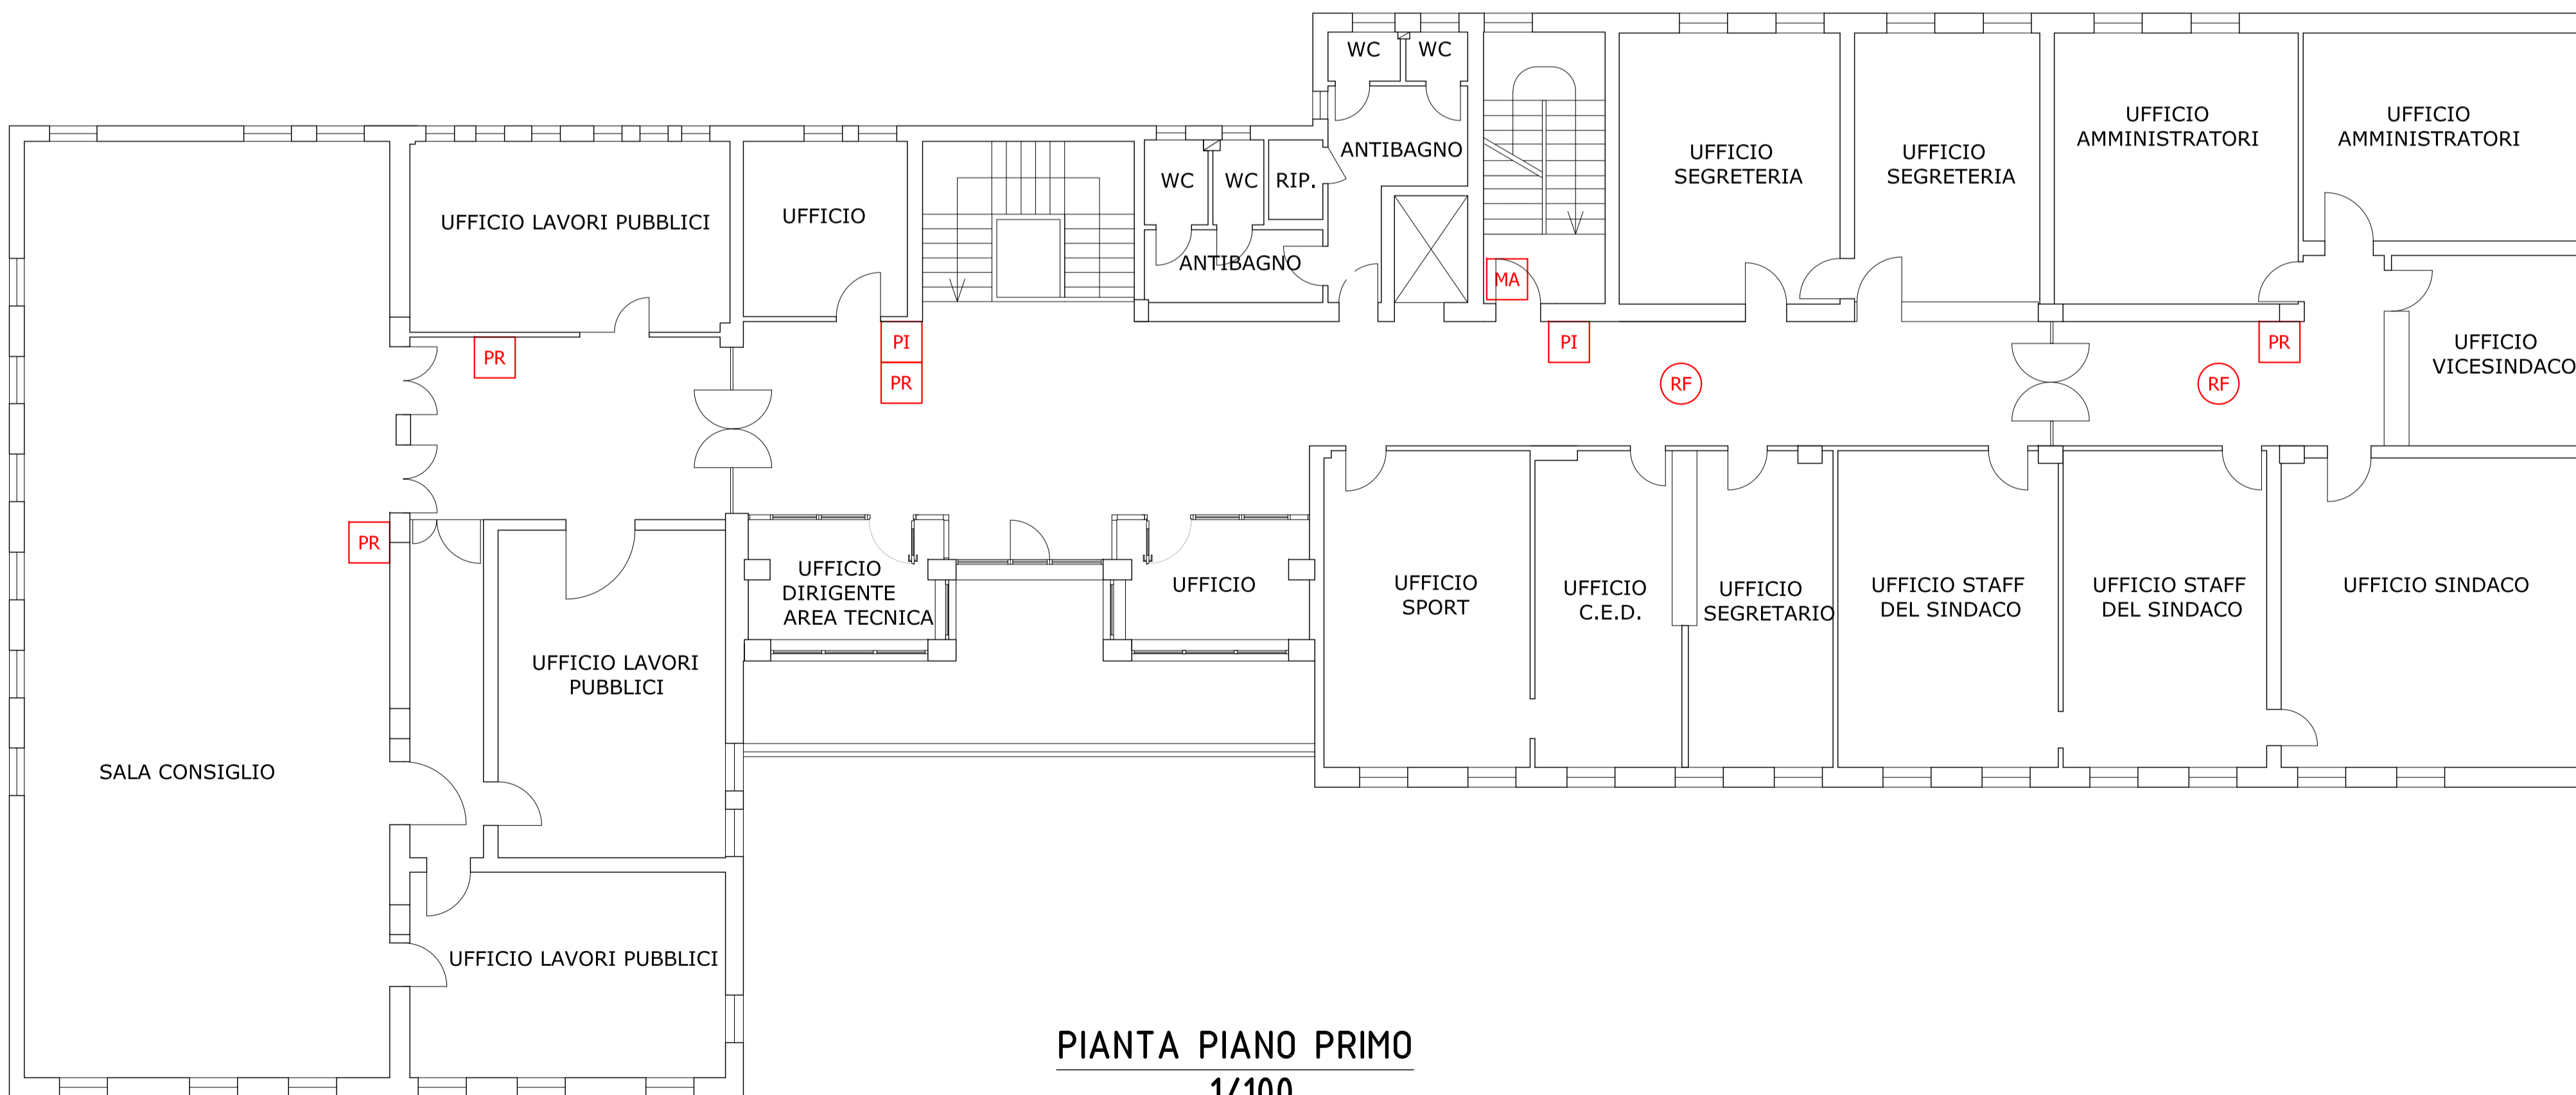 WC
WC
UFFICIO
AMMINISTRATORI
UFFICIO
AMMINISTRATORI
ANTIBAGNO
UFFICIO
SEGRETERIA
UFFICIO
SEGRETERIA
WC
WC
RIP.
UFFICIO LAVORI PUBBLICI
UFFICIO
ANTIBAGNO
MA
PR
PI
PR
PI
RF
RF
PR
UFFICIO
VICESINDACO
PR
UFFICIO
DIRIGENTE
AREA TECNICA
UFFICIO
UFFICIO
SPORT
UFFICIO
C.E.D.
UFFICIO
SEGRETARIO
UFFICIO STAFF
DEL SINDACO
UFFICIO STAFF
DEL SINDACO
UFFICIO SINDACO
UFFICIO LAVORI
PUBBLICI
SALA CONSIGLIO
UFFICIO LAVORI PUBBLICI
PIANTA PIANO PRIMO
1/100